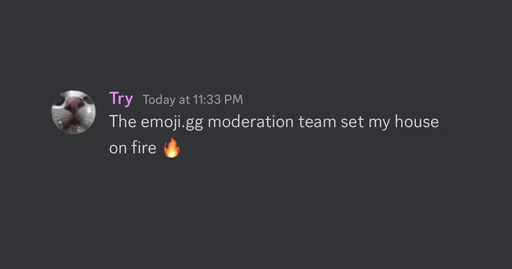 Try Today at 11:33 PM
The emoji.gg moderation team set my house
on fire 🔥